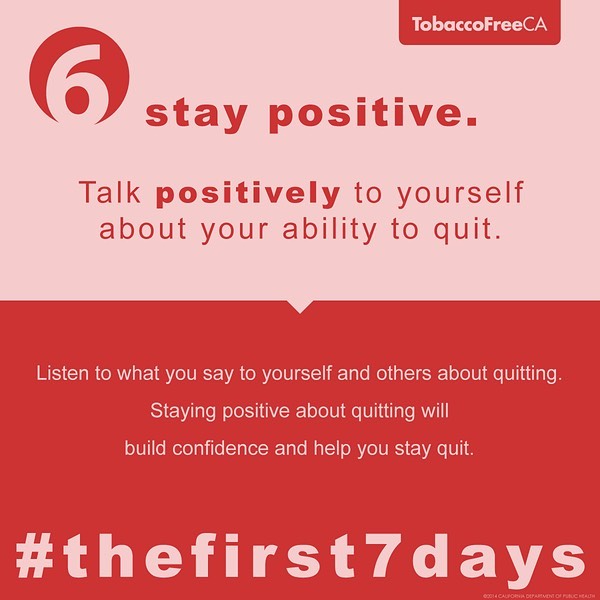 TobaccoFreeCA
6
stay positive.
Talk positively to yourself
about your ability to quit.
Listen to what you say to yourself and others about quitting.
Staying positive about quitting will
build confidence and help you stay quit.
#thefirst7days
©2014 CALIFORNIA DEPARTMENT OF PUBLIC HEALTH